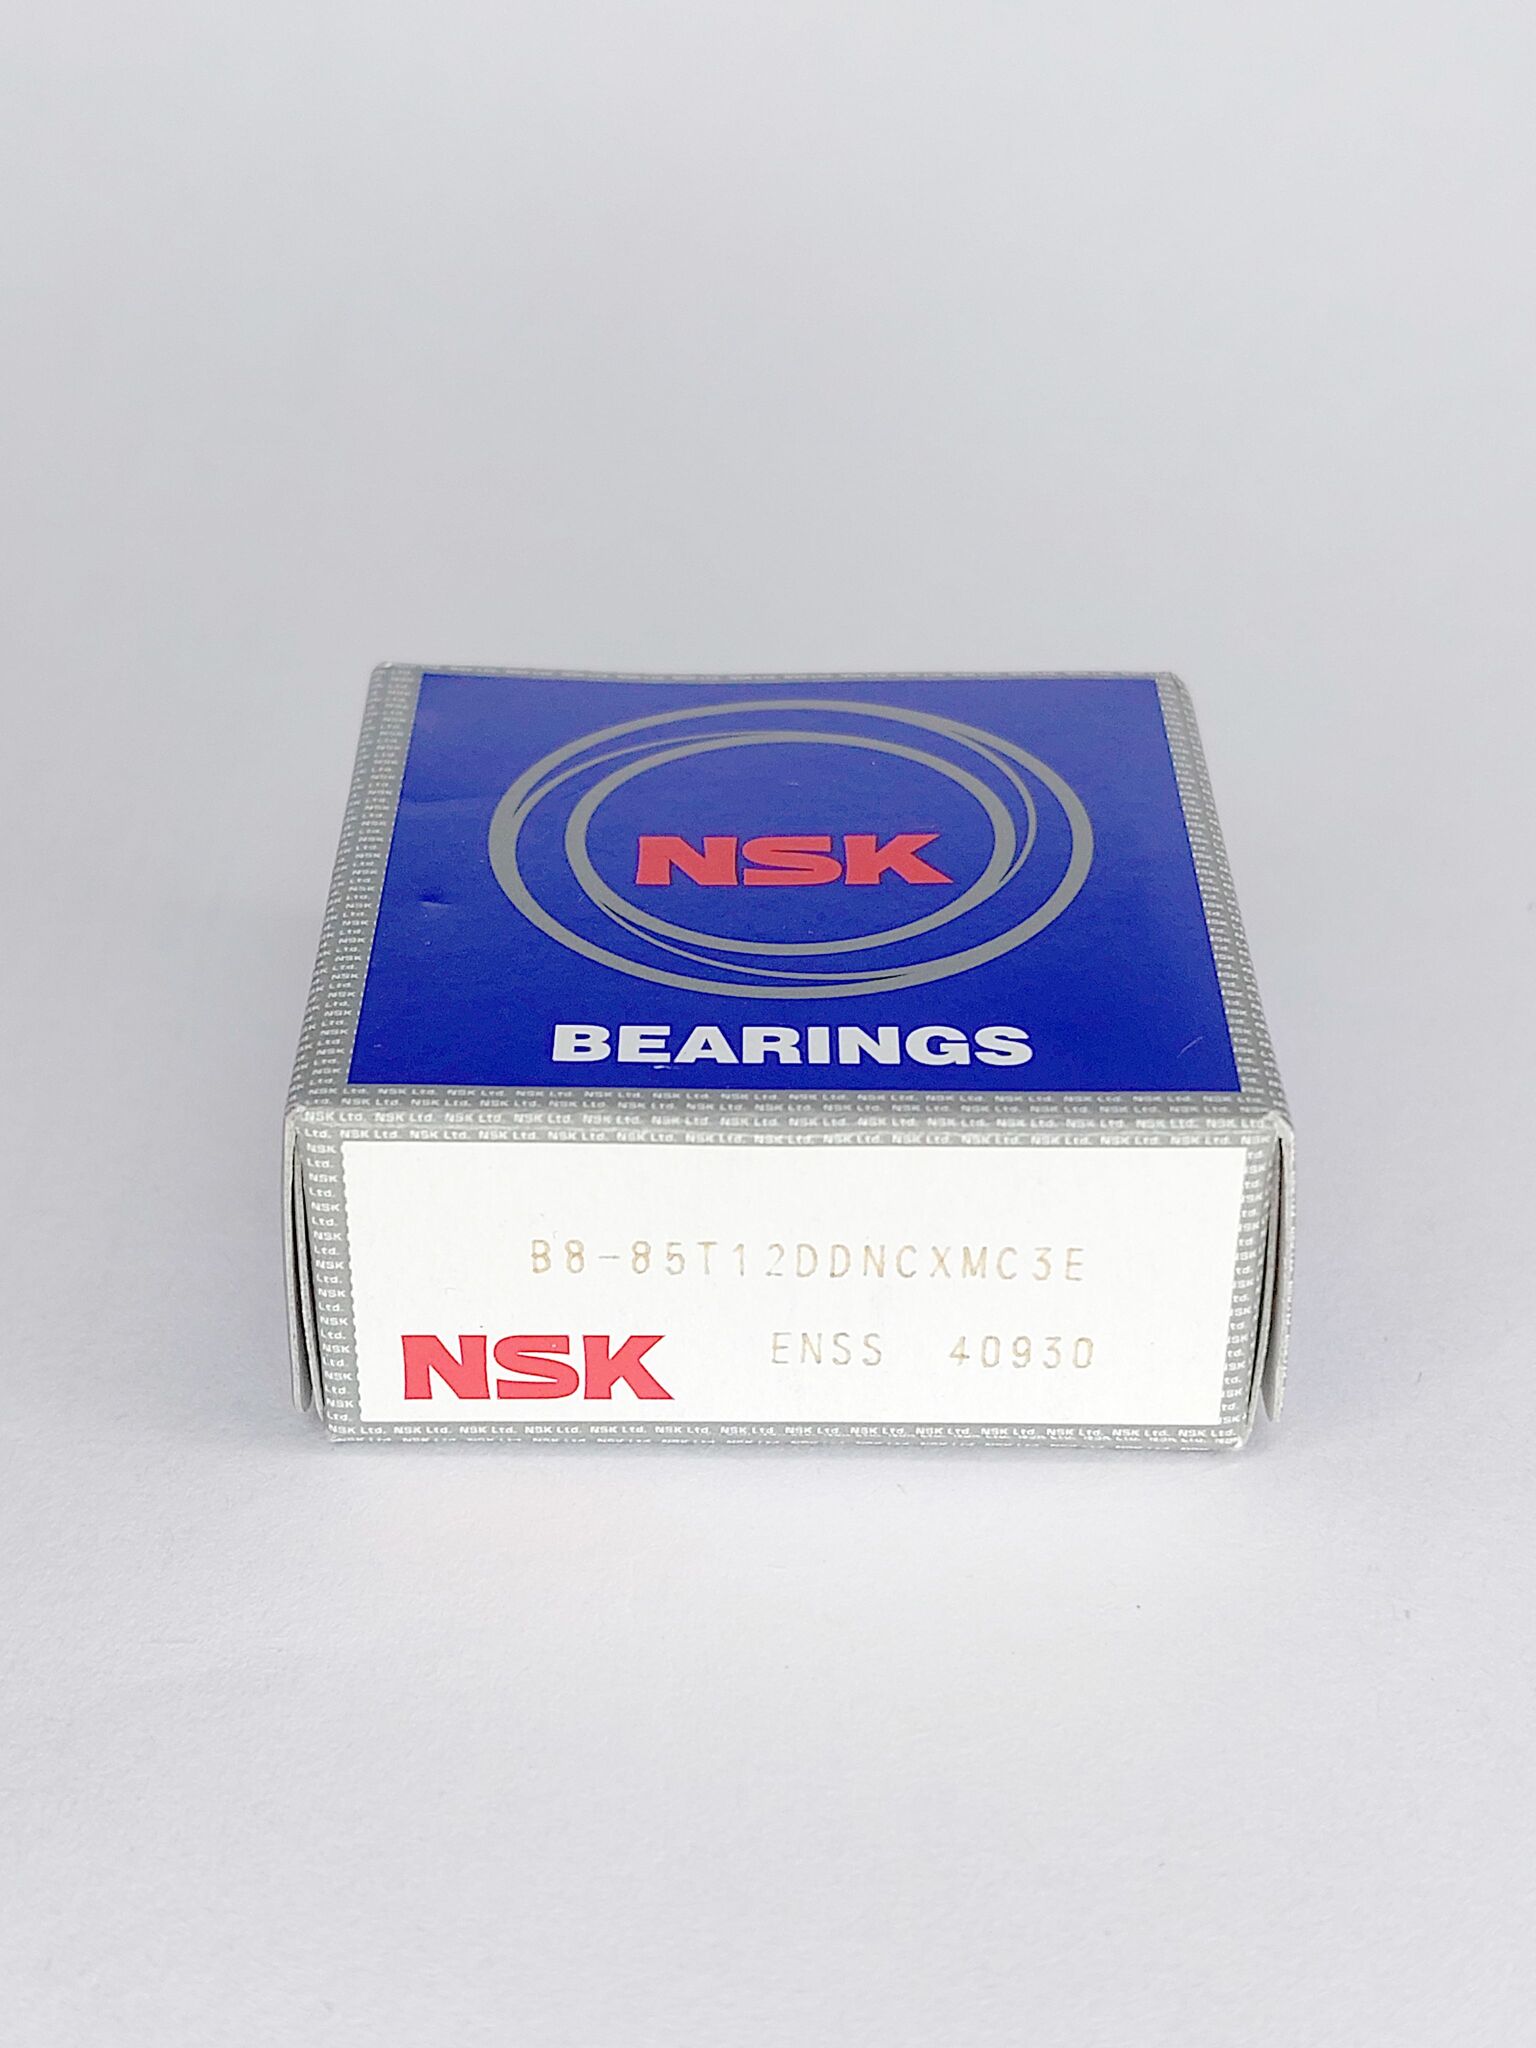 NSK
BEARINGS
B8-85T12DDNCXMC3E
NSK ENSS 40930